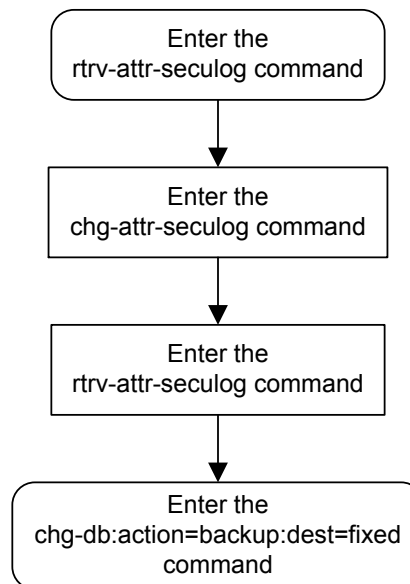 Enter the
rtrv-attr-seculog command
Enter the
chg-attr-seculog command
Enter the
rtrv-attr-seculog command
Enter the
chg-db:action=backup:dest=fixed
command